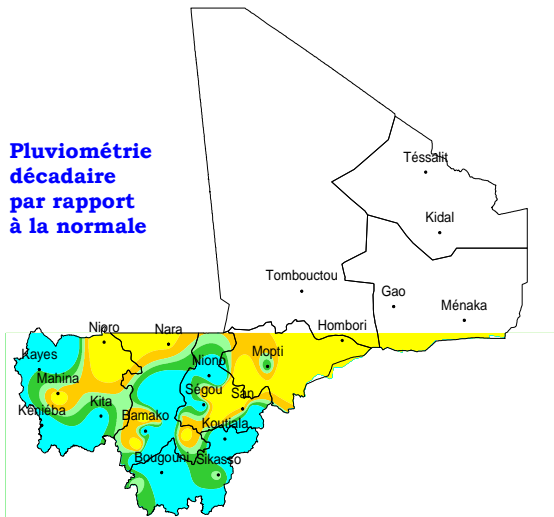 Pluviométrie
décadaire
par rapport
à la normale
Téssalit
Kidal
Tombouctou
Gao
Ménaka
Hombori
Nioro
Nara
Mopti
Kayes
Niono
Mahina
Ségou
San
Kéniéba
Kita
Bamako
Koutiala
Bougouni
Sikasso